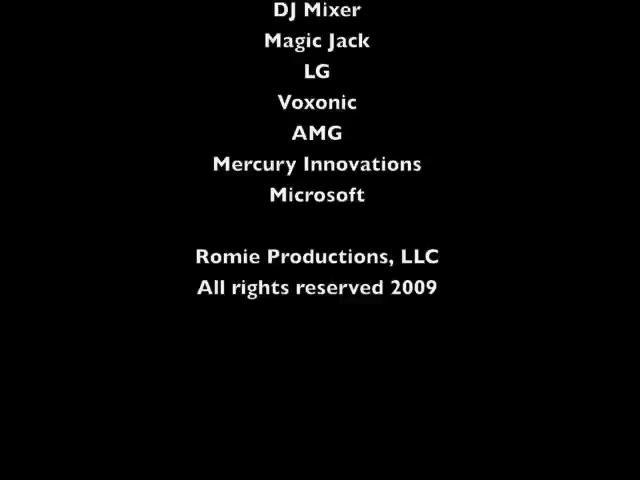 DJ Mixer
Magic Jack
LG
Voxonic
AMG
Mercury Innovations
Microsoft
Romie Productions, LLC
All rights reserved 2009